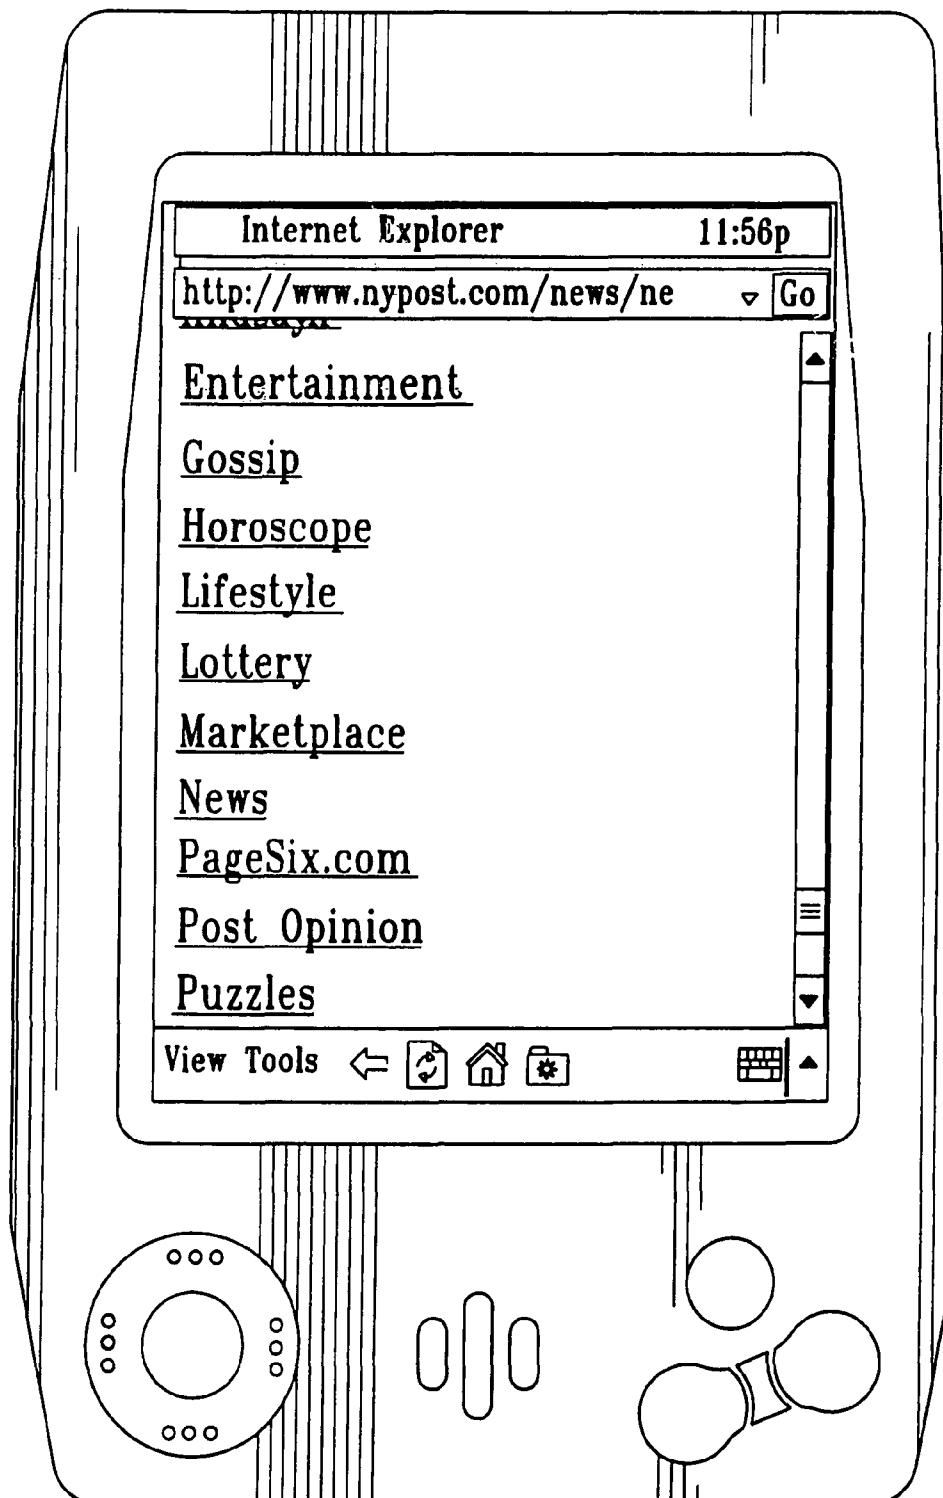 Internet Explorer 11:56p
http://www.nypost.com/news/ne Go
Entertainment
Gossip
Horoscope
Lifestyle
Lottery
Marketplace
News
PageSix.com
Post Opinion
Puzzles
View Tools